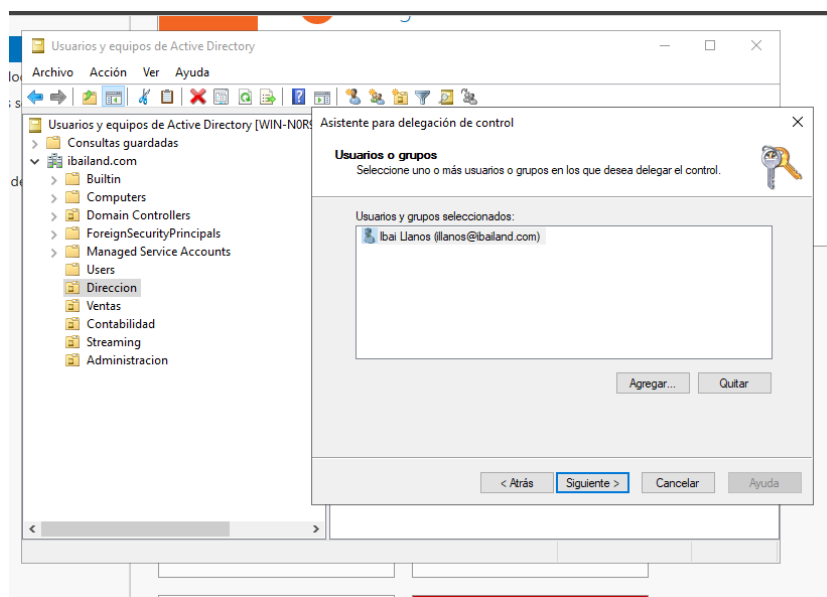 Usuarios y equipos de Active Directory
Archivo Acción Ver Ayuda
Usuarios y equipos de Active Directory [WIN-N0R9
Consultas guardadas
ibailand.com
Builtin
Computers
Domain Controllers
ForeignSecurityPrincipals
Managed Service Accounts
Users
Direccion
Ventas
Contabilidad
Streaming
Administracion
Asistente para delegación de control
Usuarios o grupos
Seleccione uno o más usuarios o grupos en los que desea delegar el control.
Usuarios y grupos seleccionados:
Ibai Llanos (illanos@ibailand.com)
Agregar... Quitar
< Atrás Siguiente > Cancelar Ayuda